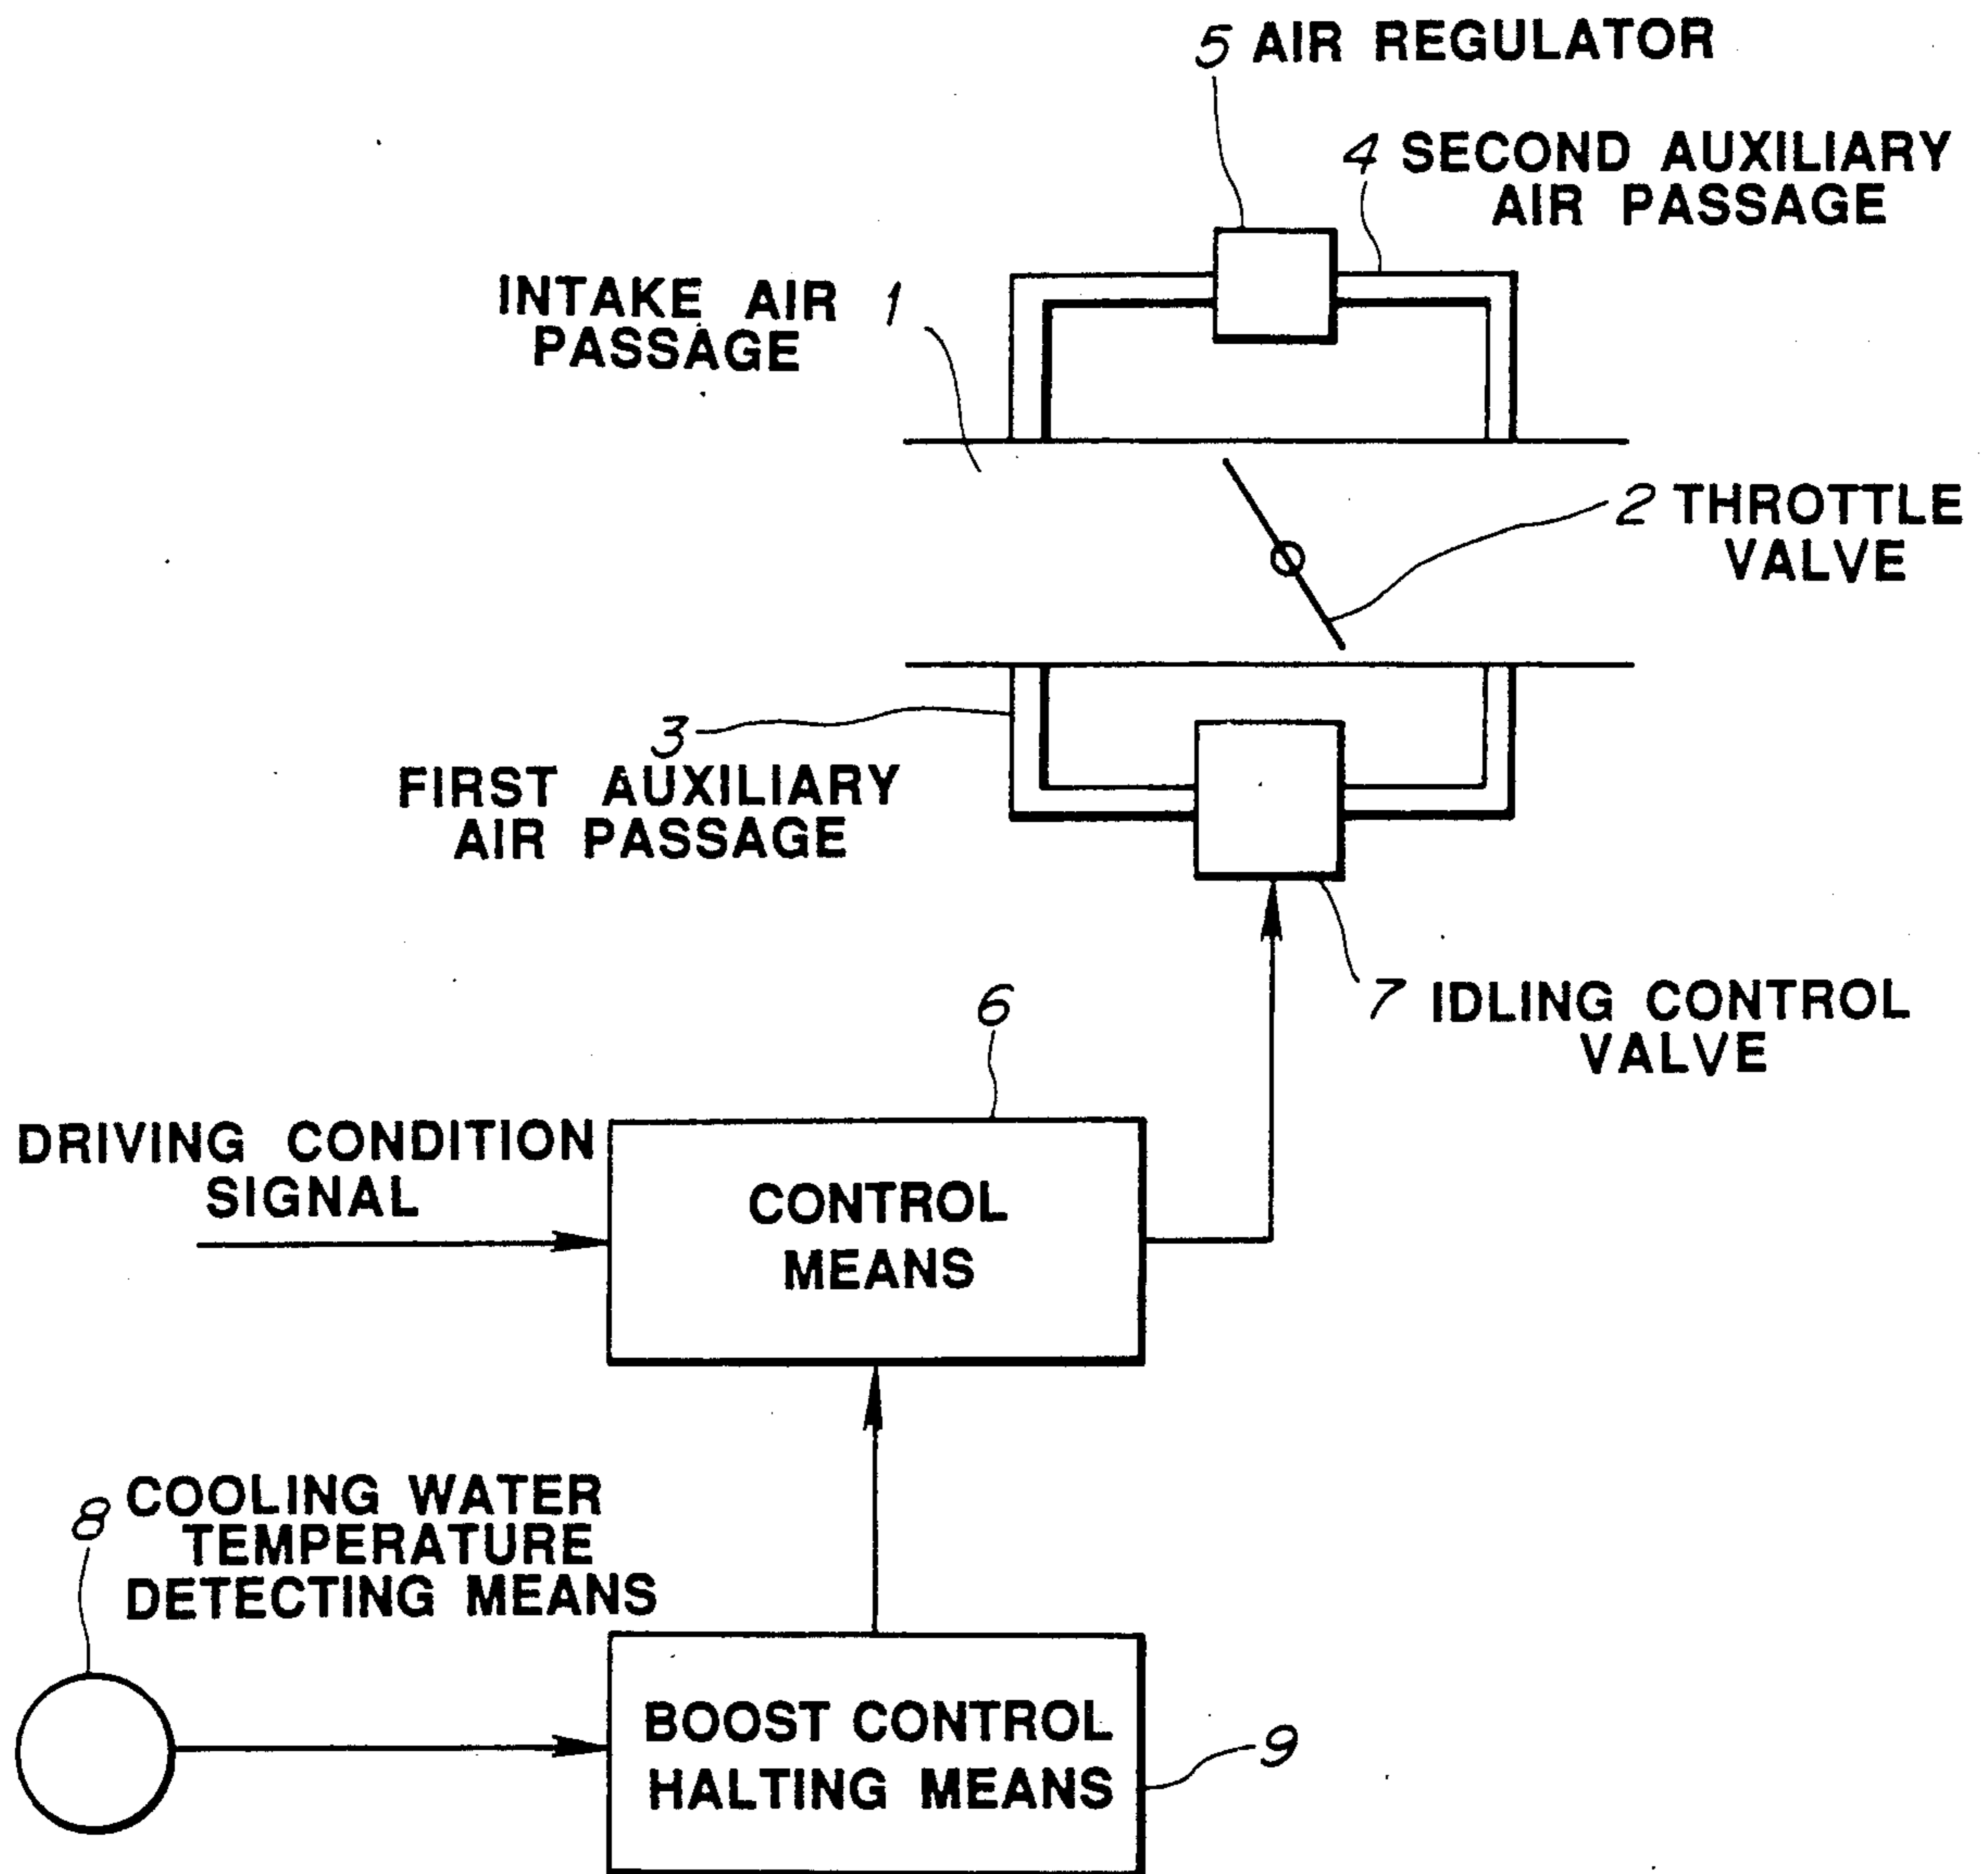 5 AIR REGULATOR
4 SECOND AUXILIARY
AIR PASSAGE
INTAKE AIR 1
PASSAGE
2 THROTTLE
VALVE
3
FIRST AUXILIARY
AIR PASSAGE
7 IDLING CONTROL
VALVE
6
DRIVING CONDITION
SIGNAL
CONTROL
MEANS
8 COOLING WATER
TEMPERATURE
DETECTING MEANS
BOOST CONTROL
HALTING MEANS
9